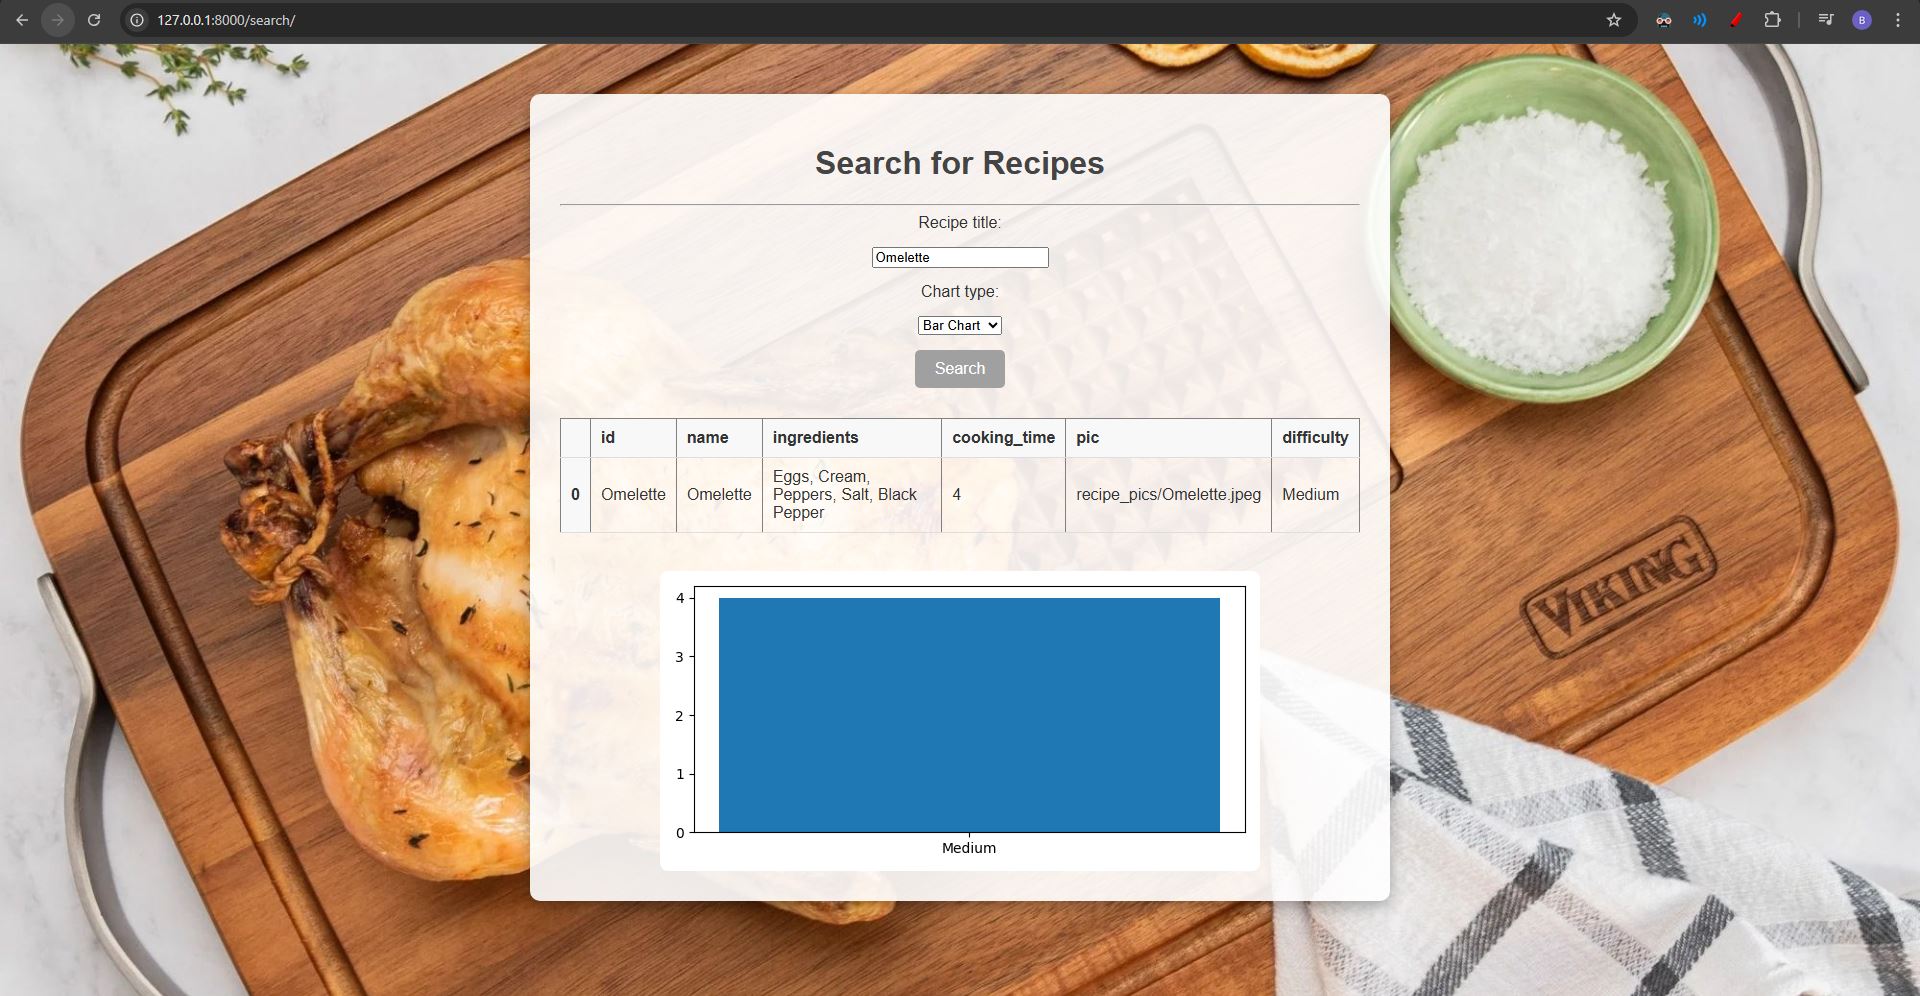 127.0.0.1:8000/search/
B
Search for Recipes
Recipe title:
Omelette
Chart type:
Bar Chart
Search
id name ingredients cooking_time pic difficulty
0 Omelette Omelette Eggs, Cream, Peppers, Salt, Black Pepper 4 recipe_pics/Omelette.jpeg Medium
4
3
2
1
0
Medium
VIKING